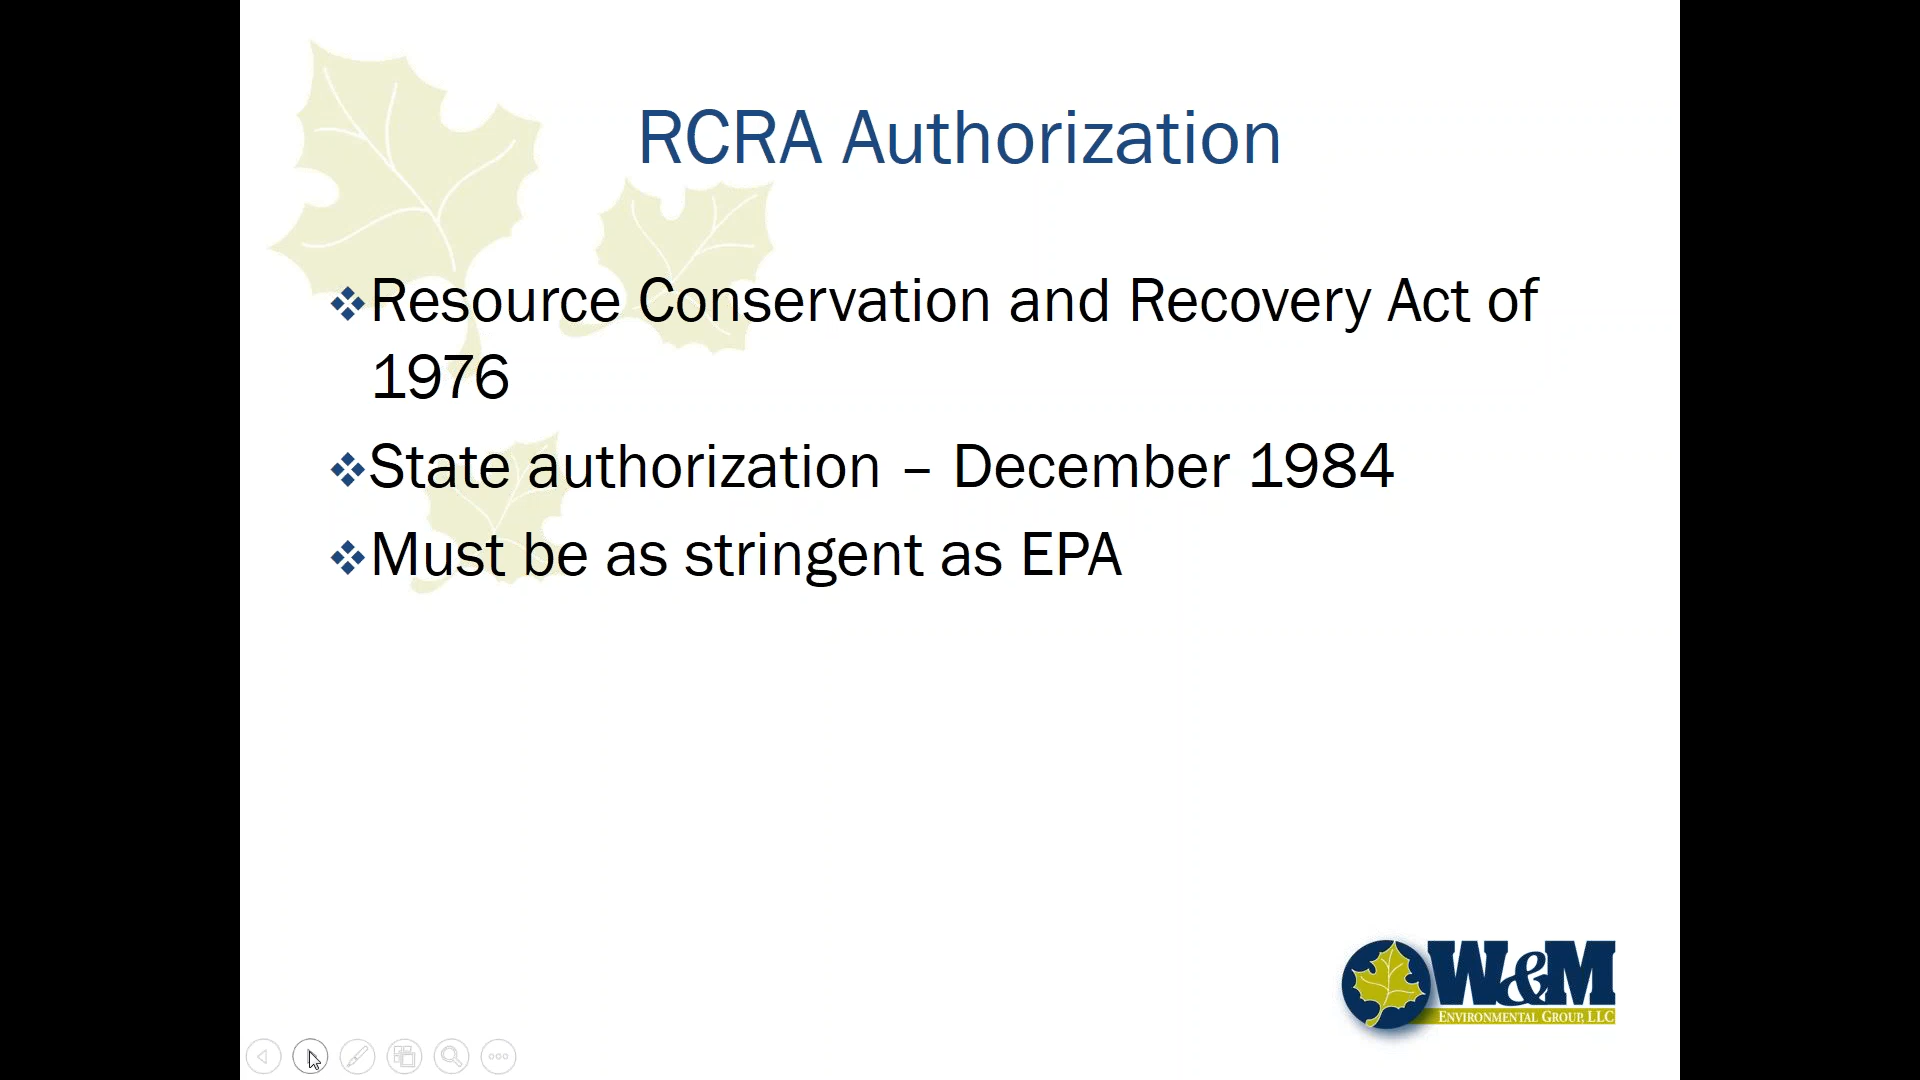 RCRA Authorization
❖Resource Conservation and Recovery Act of
1976
❖State authorization – December 1984
❖Must be as stringent as EPA
W&M
ENVIRONMENTAL GROUP, LLC